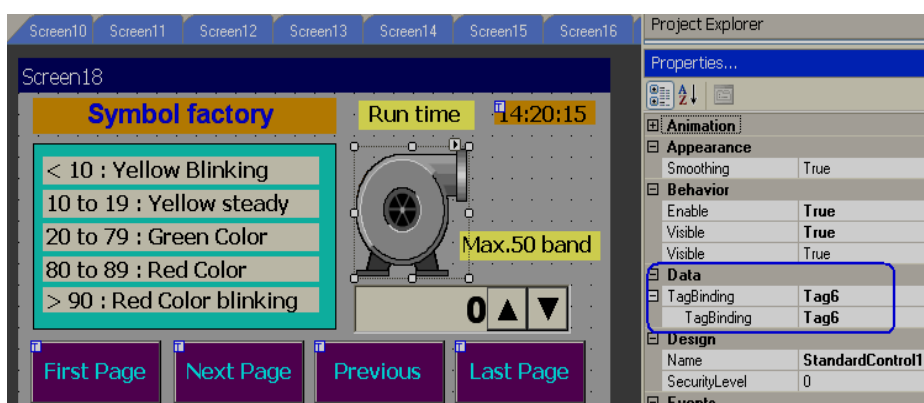 Screen10 Screen11 Screen12 Screen13 Screen14 Screen15 Screen16
Screen18
Symbol factory
Run time
14:20:15
< 10 : Yellow Blinking
10 to 19 : Yellow steady
20 to 79 : Green Color
80 to 89 : Red Color
> 90 : Red Color blinking
Max.50 band
0
First Page
Next Page
Previous
Last Page
Project Explorer
Properties...
Animation
Appearance
Smoothing True
Behavior
Enable True
Visible True
Visible True
Data
TagBinding Tag6
TagBinding Tag6
Design
Name StandardControl1
SecurityLevel 0
Events